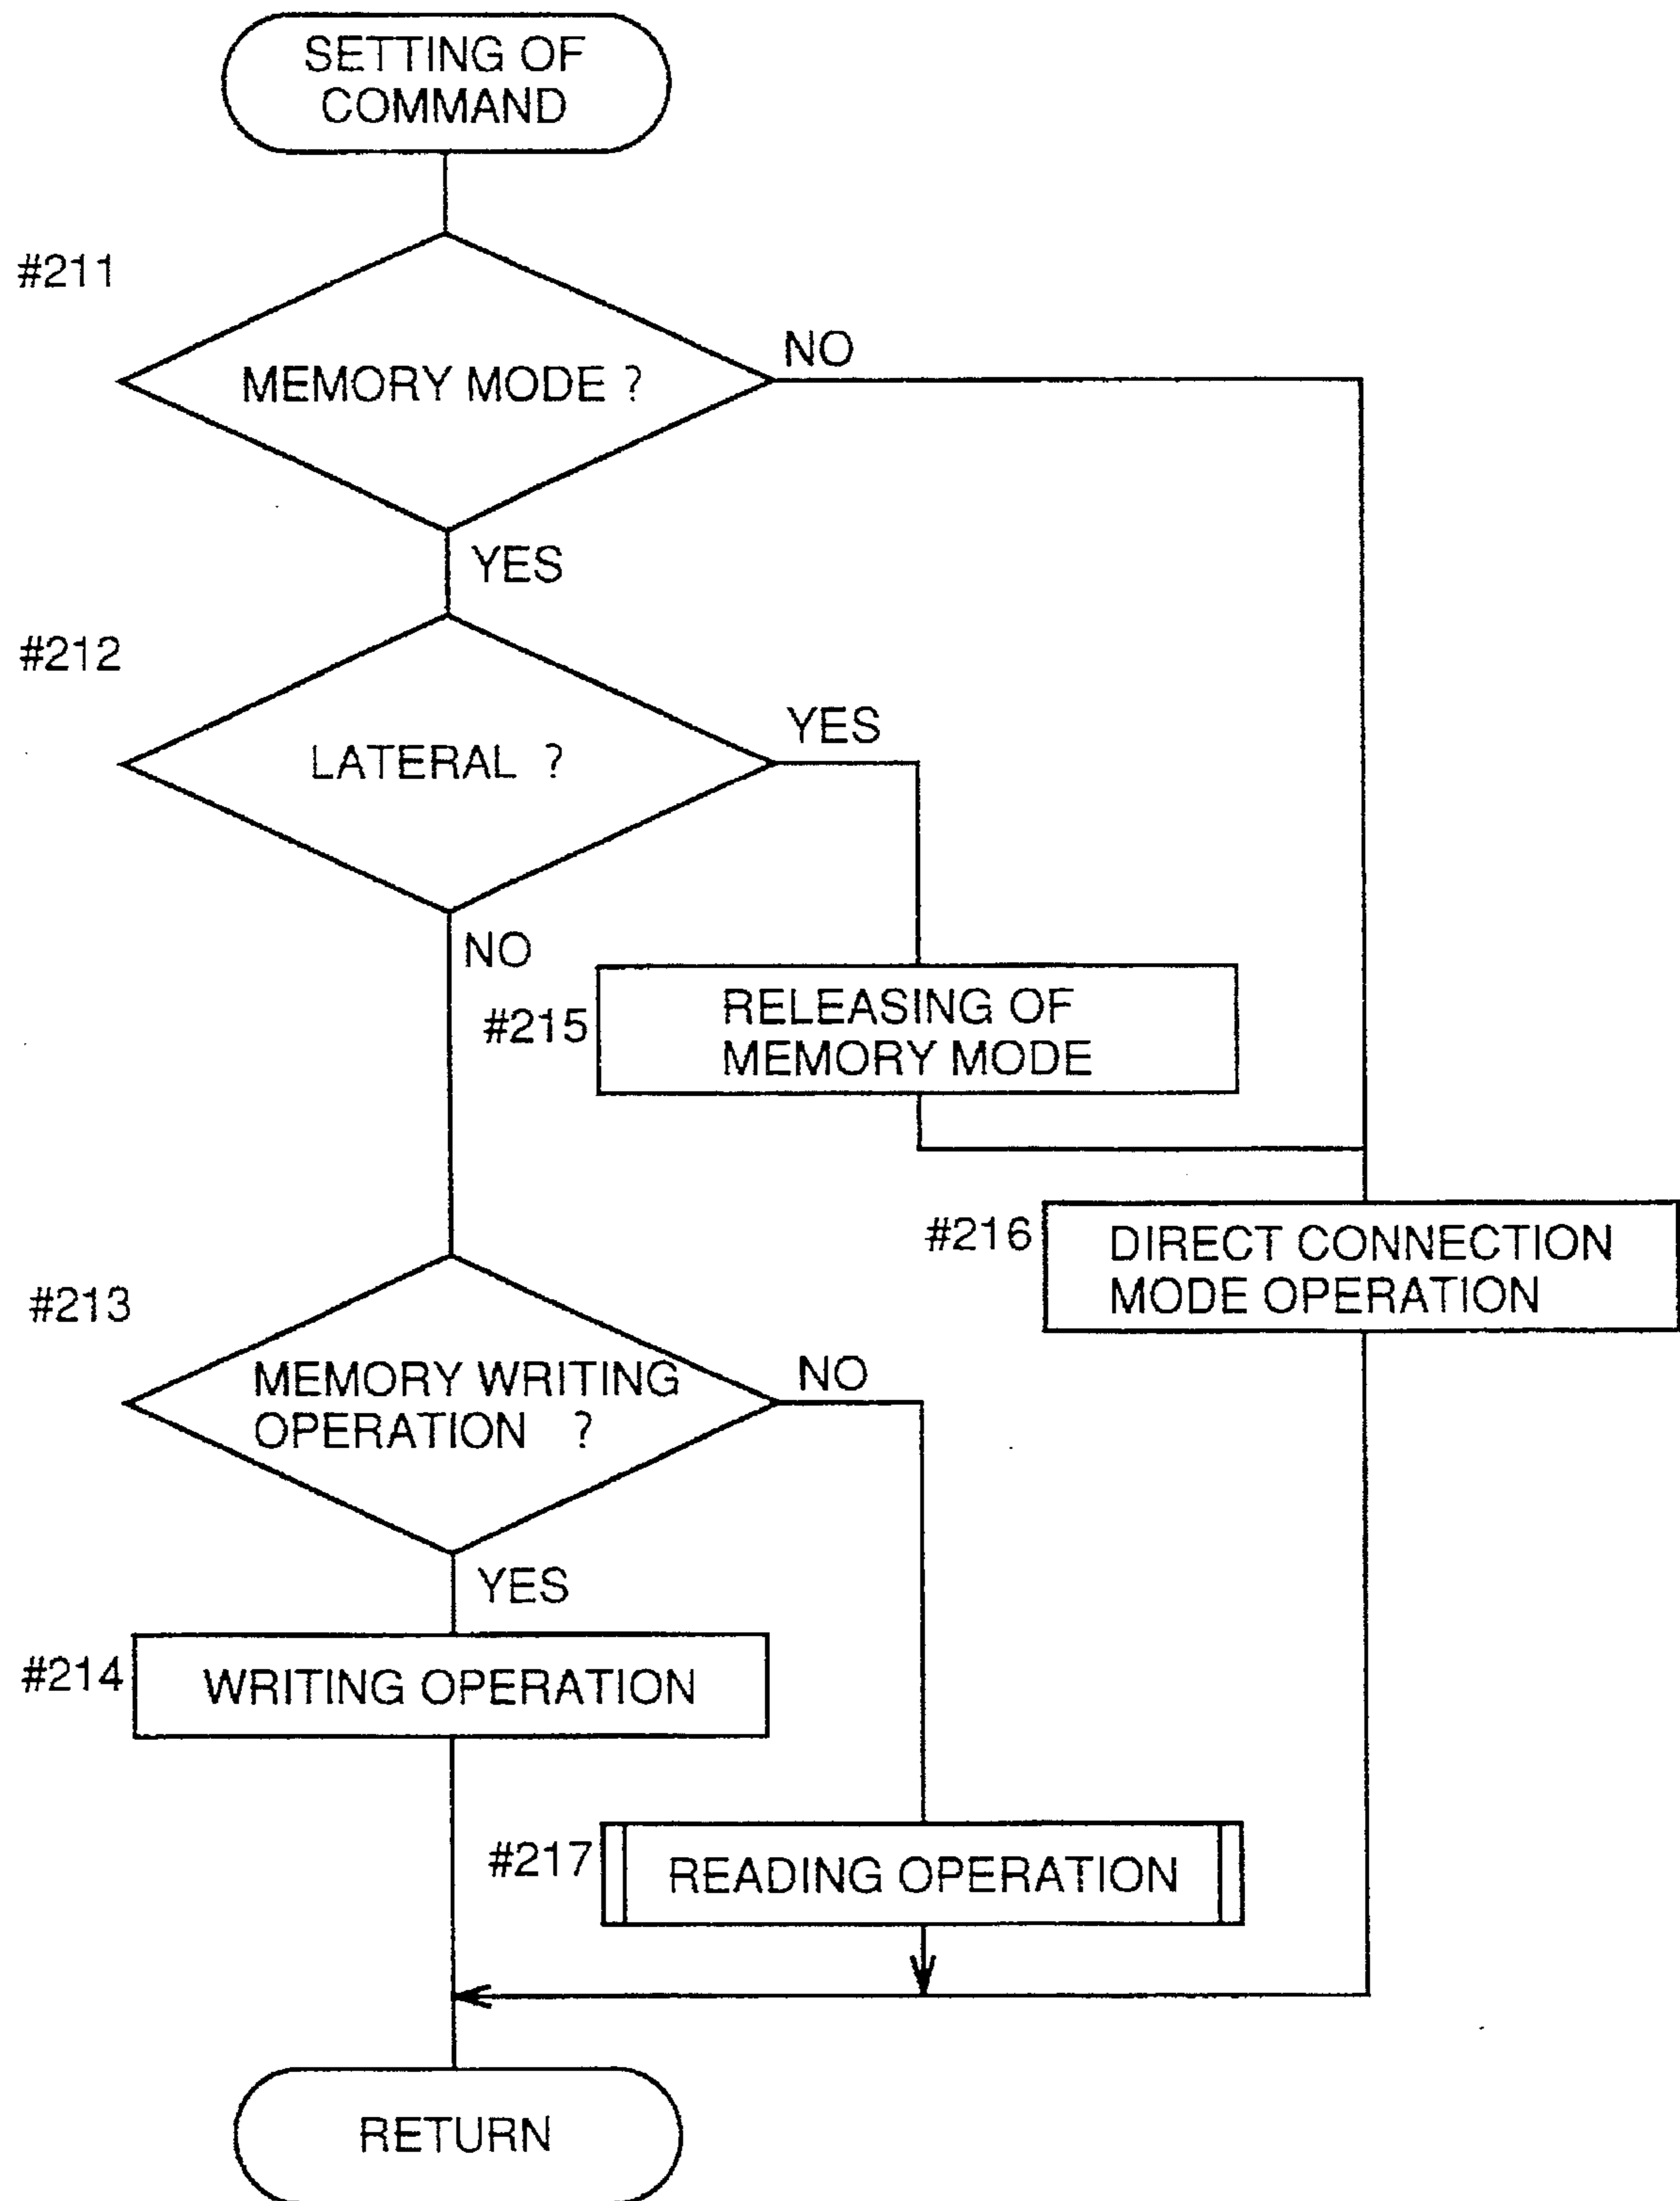 SETTING OF
COMMAND
#211
MEMORY MODE ?
NO
YES
#212
LATERAL ?
YES
NO
#215
RELEASING OF
MEMORY MODE
#216
DIRECT CONNECTION
MODE OPERATION
#213
MEMORY WRITING
OPERATION ?
NO
YES
#214
WRITING OPERATION
#217
READING OPERATION
RETURN